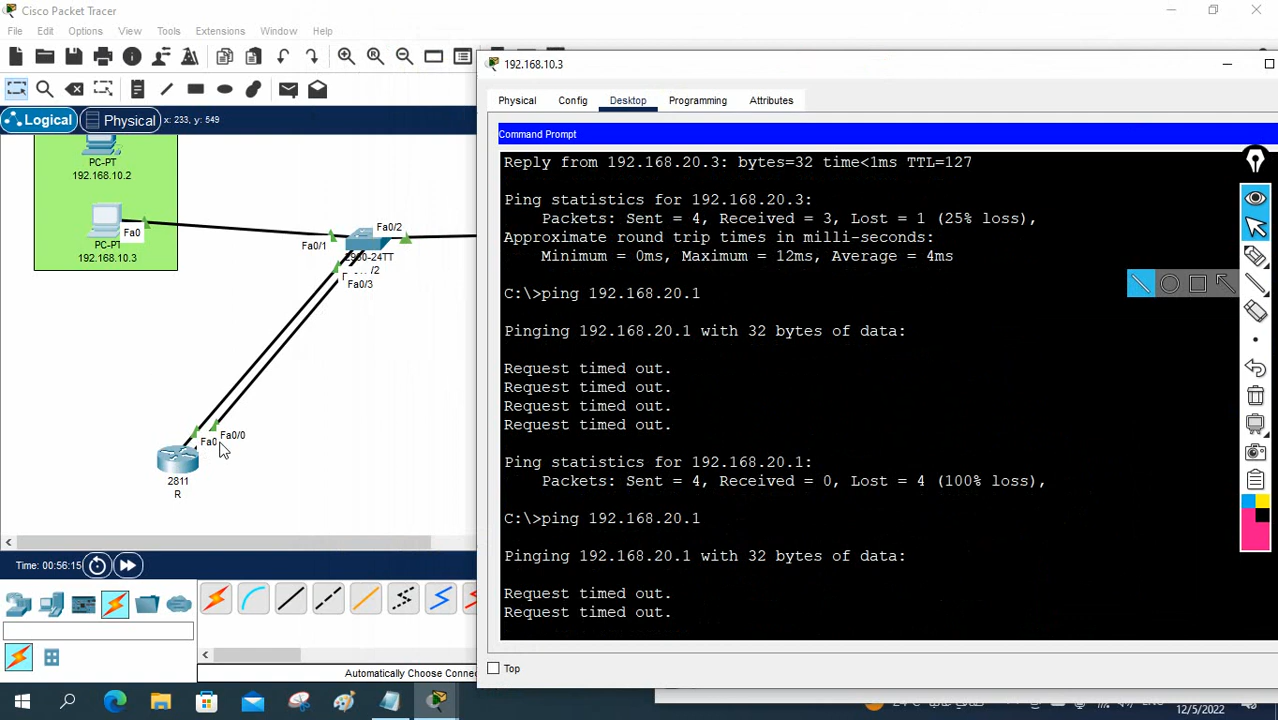 Cisco Packet Tracer
File Edit Options View Tools Extensions Window Help
Logical Physical x: 233, y: 549
PC-PT
192.168.10.2
Fa0
PC-PT
192.168.10.3
Fa0/2
Fa0/1
/2
Fa0/3
Fa0/0
Fa0
2811
R
Time: 00:56:15
Automatically Choose Conne
192.168.10.3
Physical Config Desktop Programming Attributes
Command Prompt
Reply from 192.168.20.3: bytes=32 time<1ms TTL=127
Ping statistics for 192.168.20.3:
Packets: Sent = 4, Received = 3, Lost = 1 (25% loss),
Approximate round trip times in milli-seconds:
Minimum = 0ms, Maximum = 12ms, Average = 4ms
C:\>ping 192.168.20.1
Pinging 192.168.20.1 with 32 bytes of data:
Request timed out.
Request timed out.
Request timed out.
Request timed out.
Ping statistics for 192.168.20.1:
Packets: Sent = 4, Received = 0, Lost = 4 (100% loss),
C:\>ping 192.168.20.1
Pinging 192.168.20.1 with 32 bytes of data:
Request timed out.
Request timed out.
Top
12/5/2022